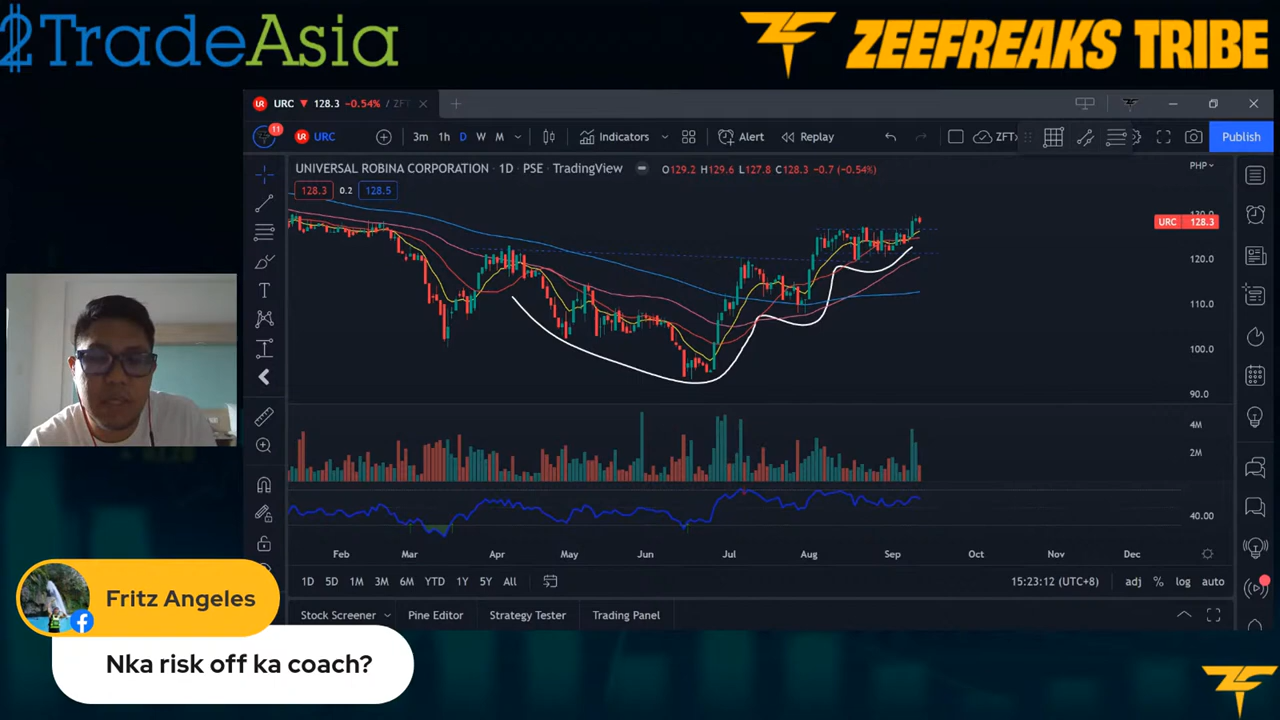 2TradeAsia
ZEEFREAKS TRIBE
URC 128.3 -0.54% / ZFT
11
URC
3m 1h D W M
Indicators
Alert
Replay
ZFT
Publish
UNIVERSAL ROBINA CORPORATION · 1D · PSE · TradingView
O129.2 H129.6 L127.8 C128.3 -0.7 (-0.54%)
PHP
128.3 0.2 128.5
130.0
URC 128.3
120.0
110.0
100.0
90.0
4M
2M
40.00
Feb Mar Apr May Jun Jul Aug Sep Oct Nov Dec
1D 5D 1M 3M 6M YTD 1Y 5Y All
15:23:12 (UTC+8) adj % log auto
Stock Screener Pine Editor Strategy Tester Trading Panel
Fritz Angeles
Nka risk off ka coach?